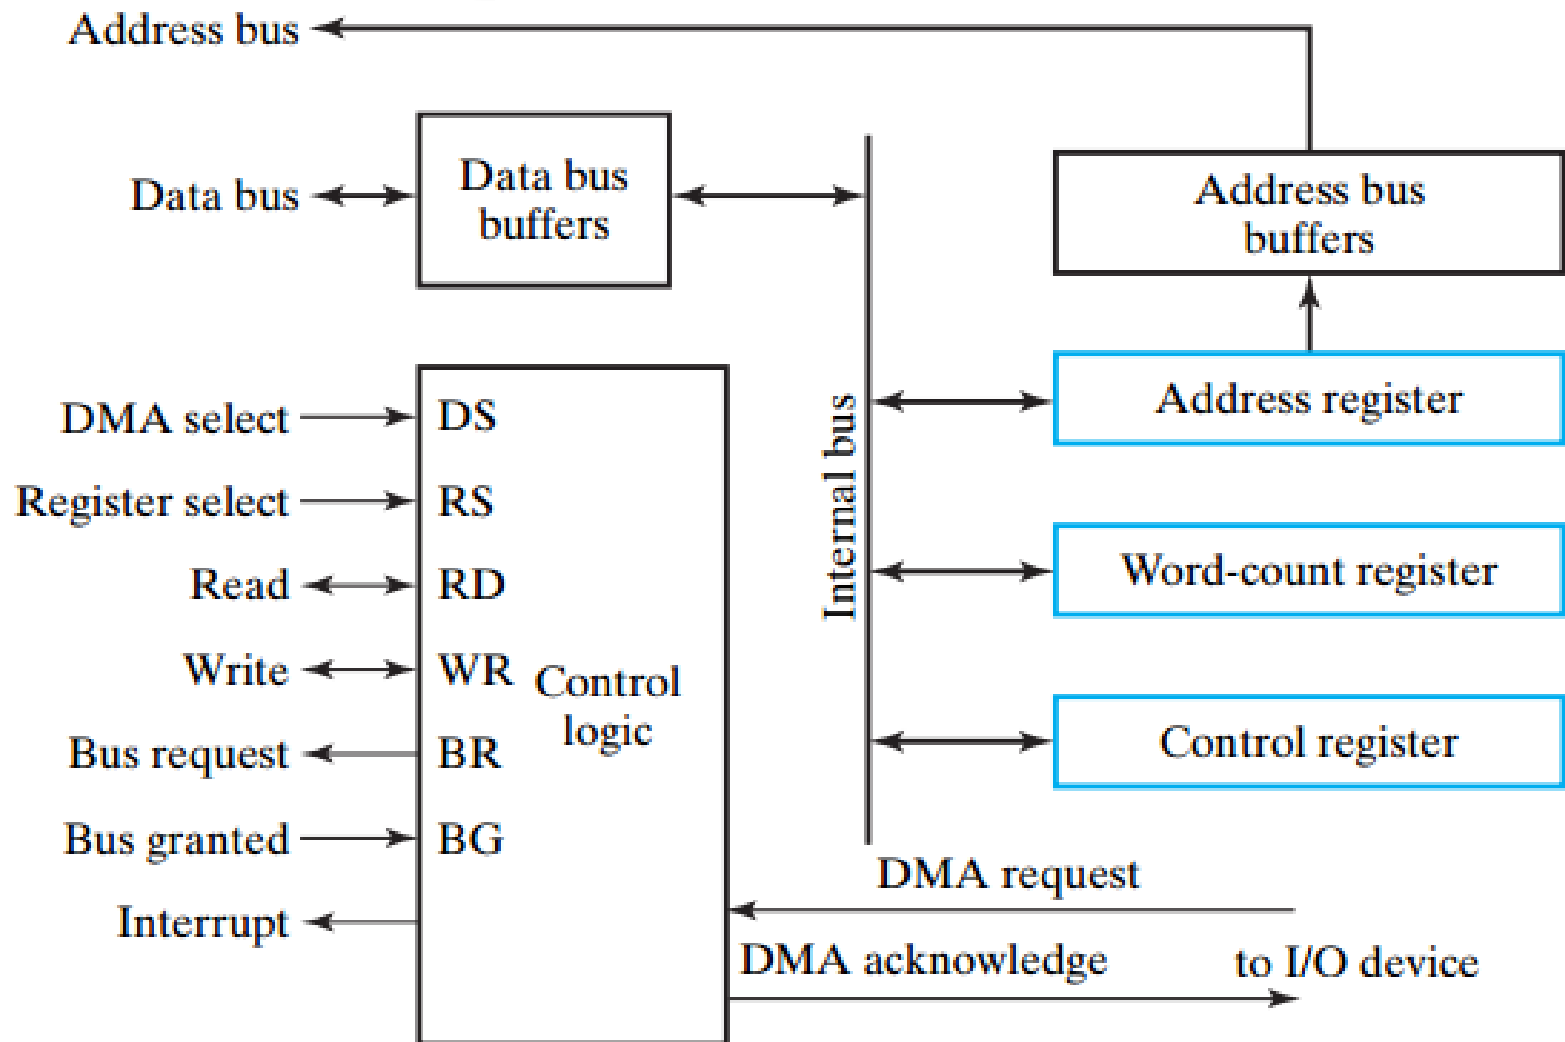 Address bus
Data bus
Data bus
buffers
Address bus
buffers
DMA select
DS
Register select
RS
Read
RD
Write
WR
Bus request
BR
Bus granted
BG
Interrupt
Control
logic
Internal bus
Address register
Word-count register
Control register
DMA request
DMA acknowledge
to I/O device